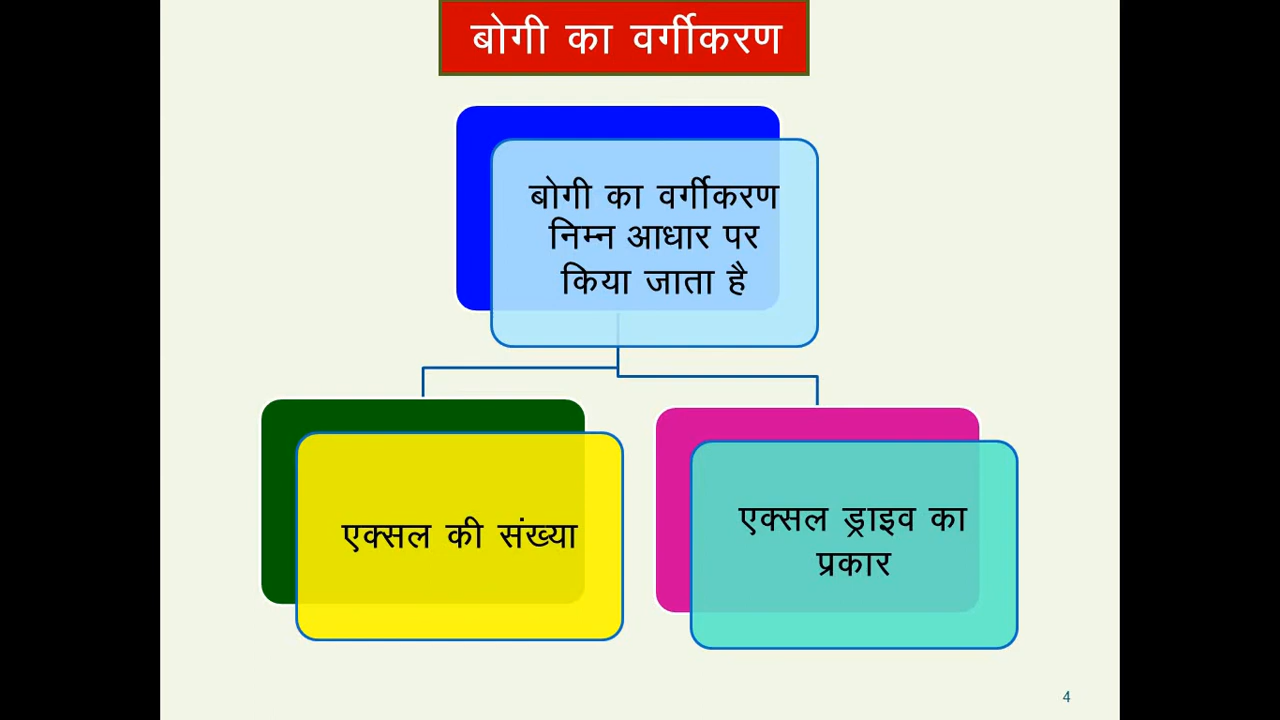 बोगी का वर्गीकरण
बोगी का वर्गीकरण
निम्न आधार पर
किया जाता है
एक्सल की संख्या
एक्सल ड्राइव का
प्रकार
4